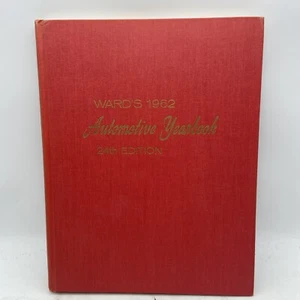 WARD'S 1962
Automotive Yearbook
24th EDITION